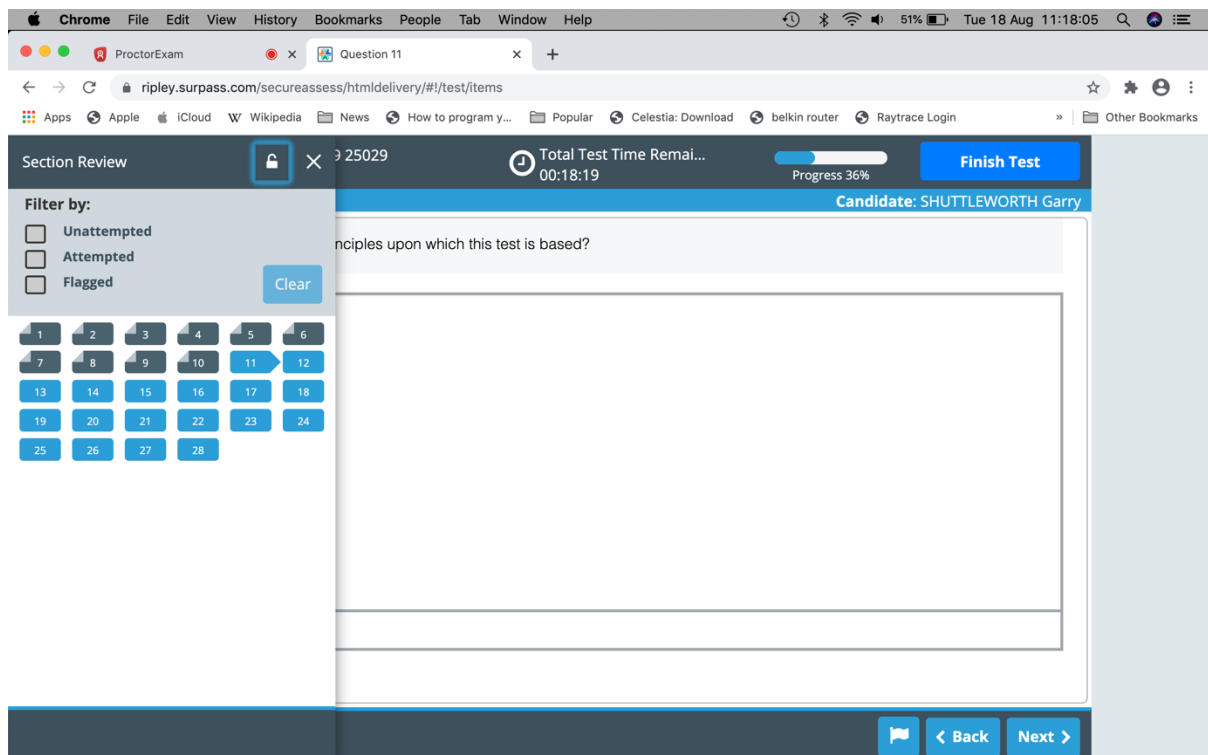 Chrome File Edit View History Bookmarks People Tab Window Help 51% Tue 18 Aug 11:18:05
ProctorExam Question 11
ripley.surpass.com/secureassess/htmldelivery/#!/test/items
Apps Apple iCloud W Wikipedia News How to program y... Popular Celestia: Download belkin router Raytrace Login » Other Bookmarks
Section Review 9 25029 Total Test Time Remai...
00:18:19
Progress 36%
Finish Test
Candidate: SHUTTLEWORTH Garry
Filter by:
Unattempted
Attempted
Flagged
Clear
nciples upon which this test is based?
1 2 3 4 5 6
7 8 9 10 11 12
13 14 15 16 17 18
19 20 21 22 23 24
25 26 27 28
Back Next